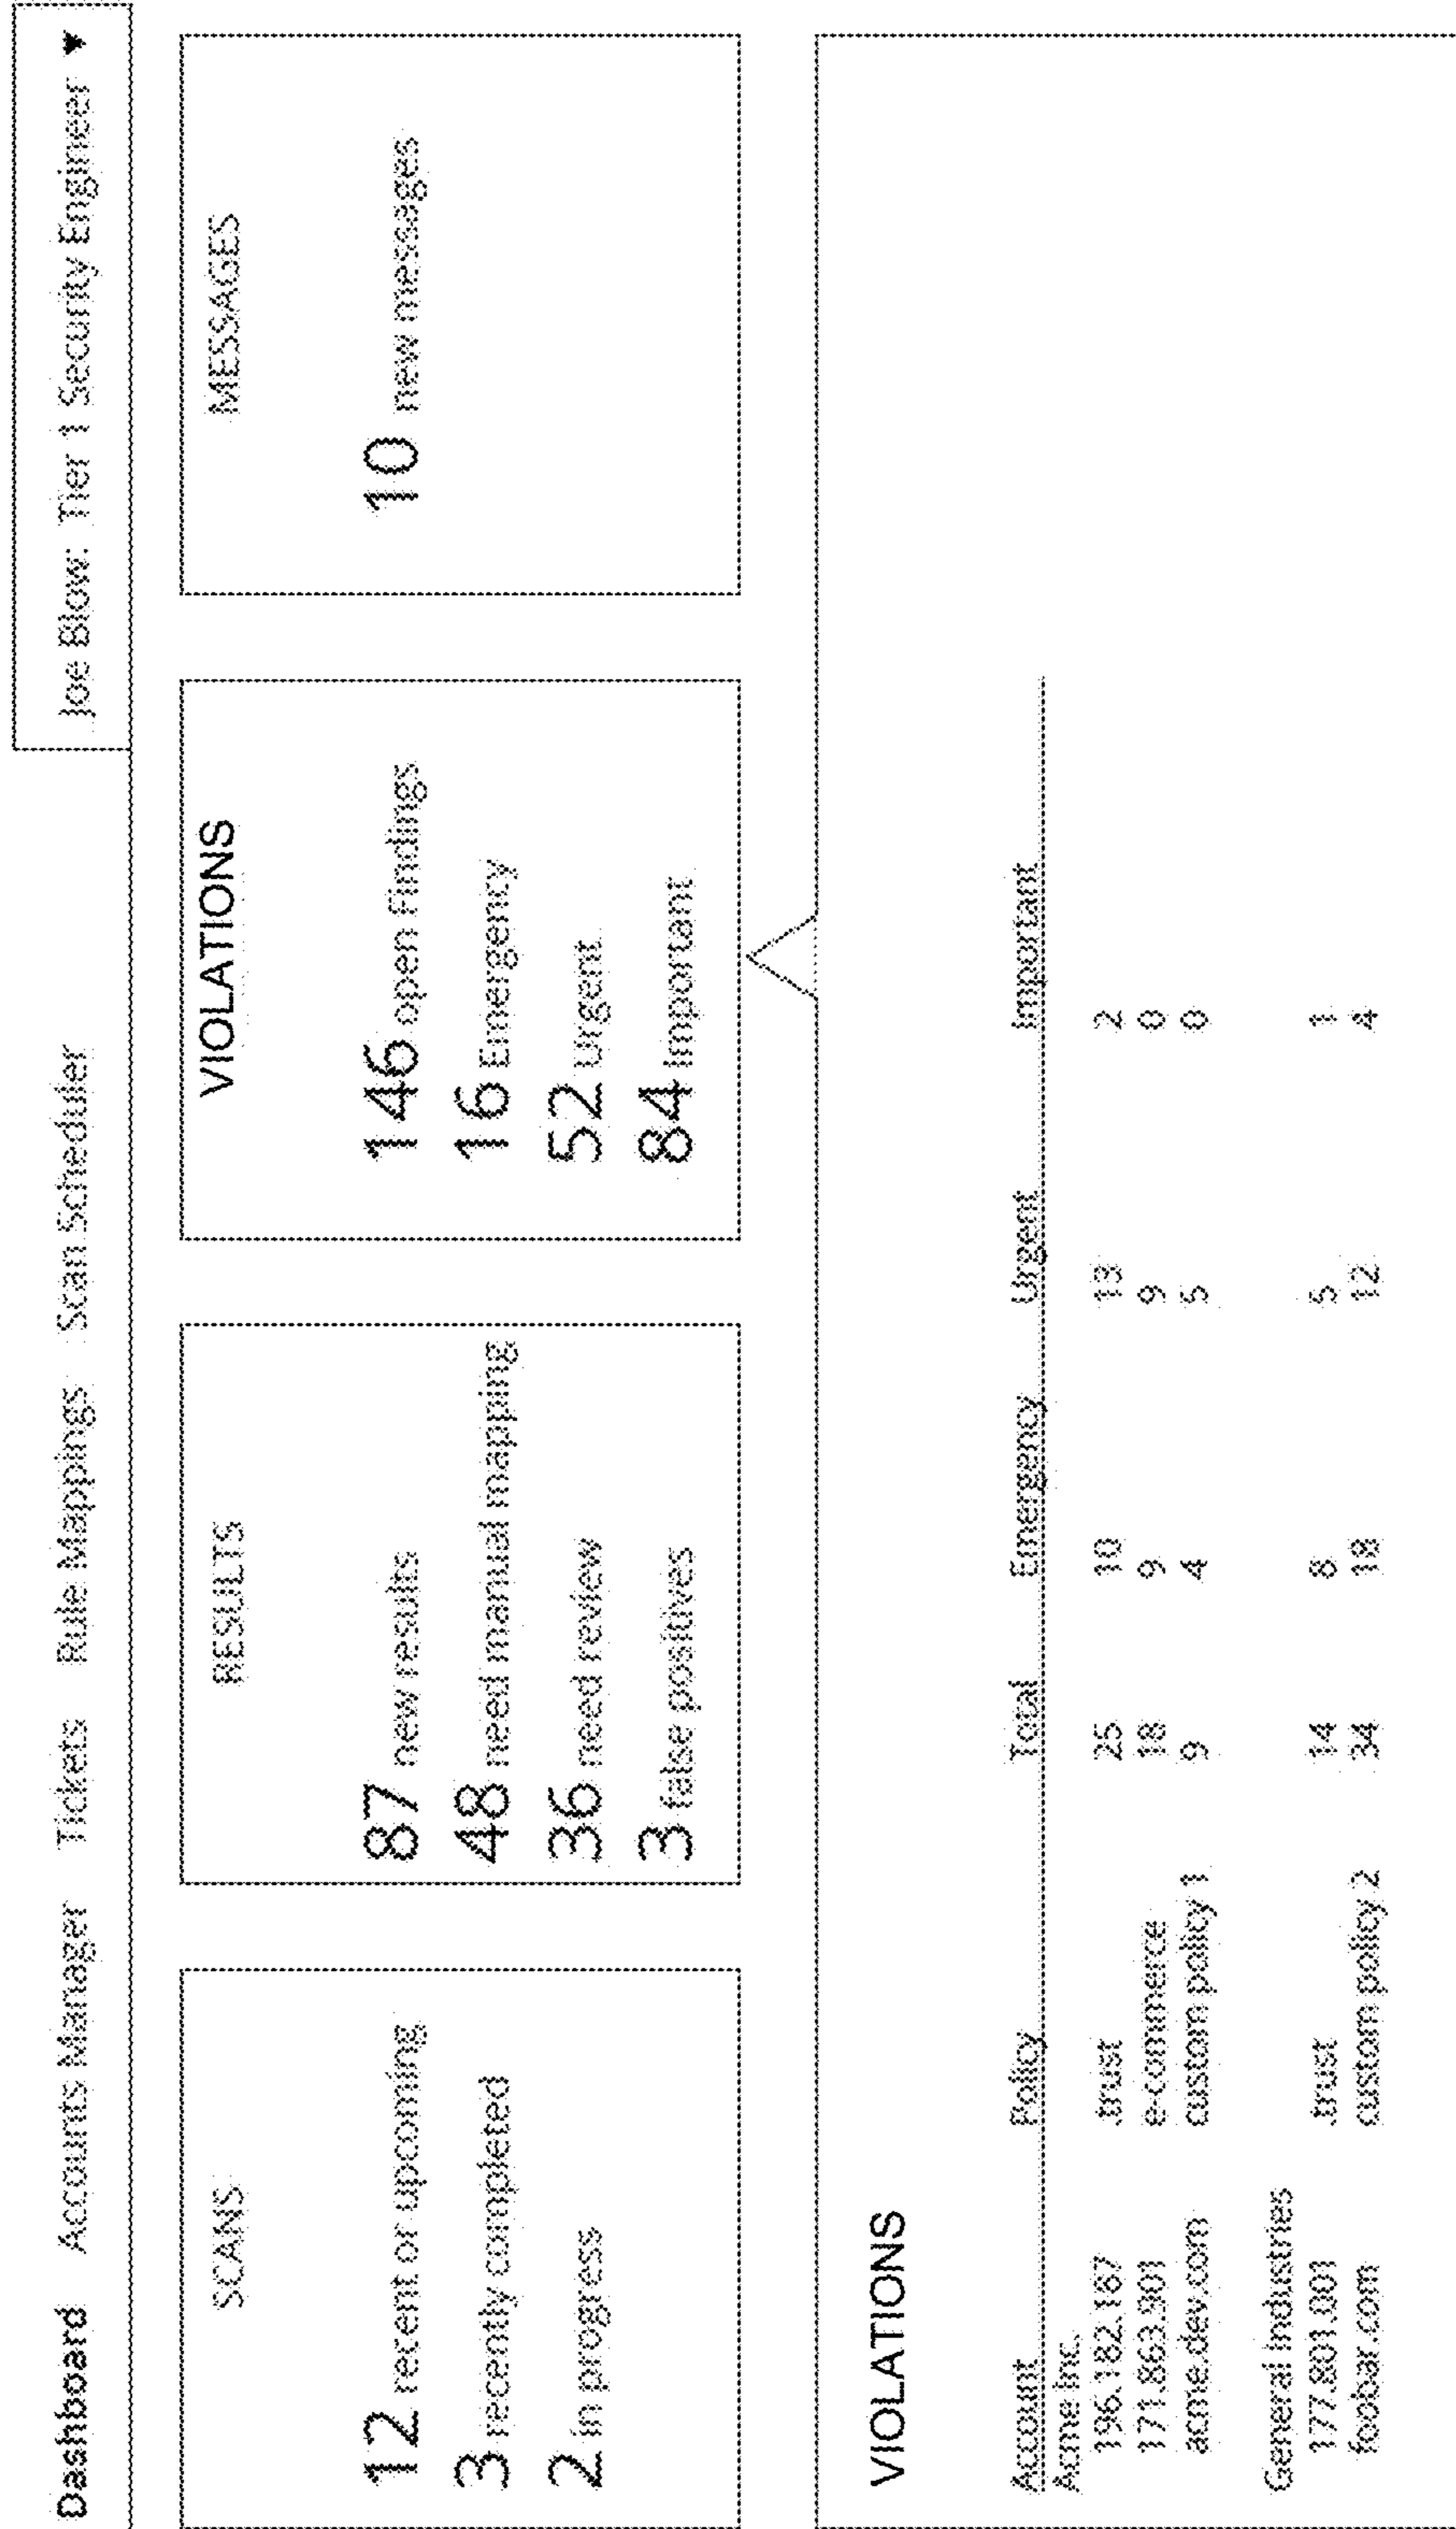 Dashboard Accounts Manager Tickets Rule Mappings Scan Scheduler Joe Blow: Tier 1 Security Engineer ▼
SCANS
12 recent or upcoming
3 recently completed
2 in progress
RESULTS
87 new results
48 need manual mapping
36 need review
3 false positives
VIOLATIONS
146 open Findings
16 Emergency
52 Urgent
84 Important
MESSAGES
10 new messages
VIOLATIONS
Account Policy Total Emergency Urgent Important
Acme Inc.
196.182.187 .trust 25 10 13 2
171.863.901 e-commerce 18 9 9 0
acme.dev.com custom policy 1 9 4 5 0
General Industries
177.801.001 .trust 14 8 5 1
foobar.com custom policy 2 34 18 12 4